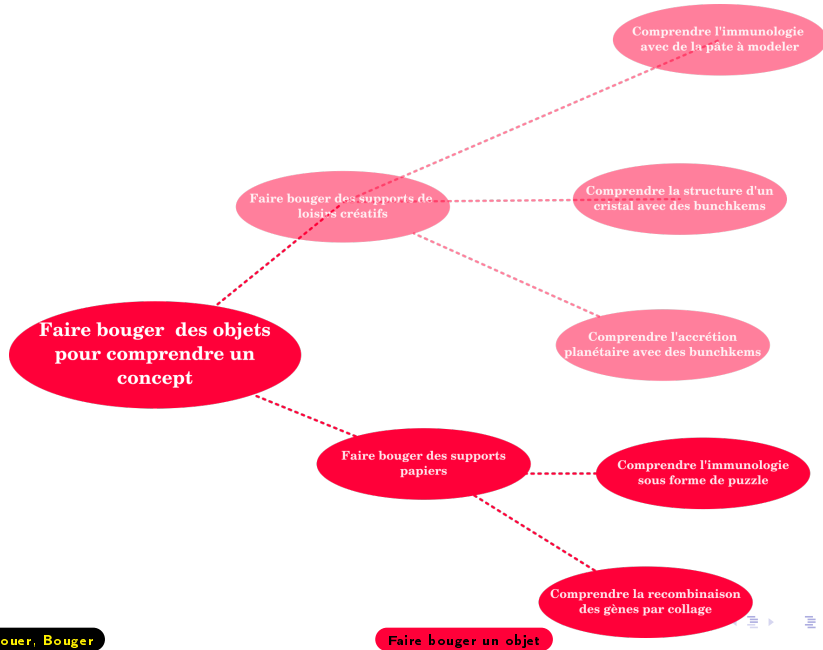 Comprendre l'immunologie
avec de la pâte à modeler
Faire bouger des supports de
loisirs créatifs
Comprendre la structure d'un
cristal avec des bunchkems
Faire bouger  des objets
pour comprendre un
concept
Comprendre l'accrétion
planétaire avec des bunchkems
Faire bouger des supports
papiers
Comprendre l'immunologie
sous forme de puzzle
Comprendre la recombinaison
des gènes par collage
ouer, Bouger
Faire bouger un objet